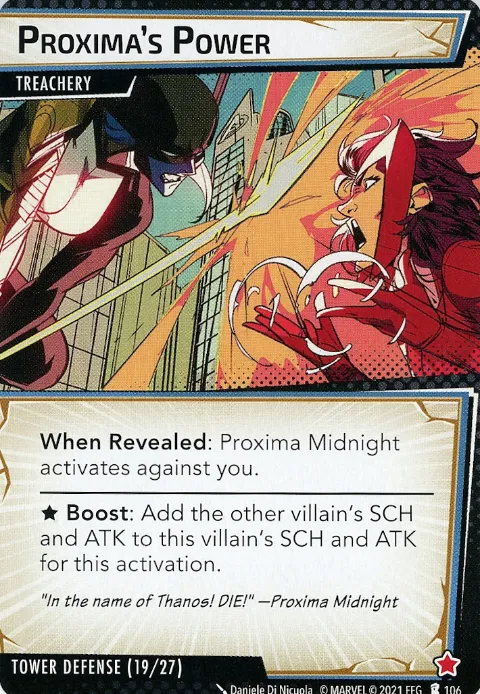 PROXIMA'S POWER
TREACHERY
When Revealed: Proxima Midnight
activates against you.
★ Boost: Add the other villain's SCH
and ATK to this villain's SCH and ATK
for this activation.
"In the name of Thanos! DIE!" —Proxima Midnight
TOWER DEFENSE (19/27)
Daniele Di Nicuolo © MARVEL © 2021 FFG 106